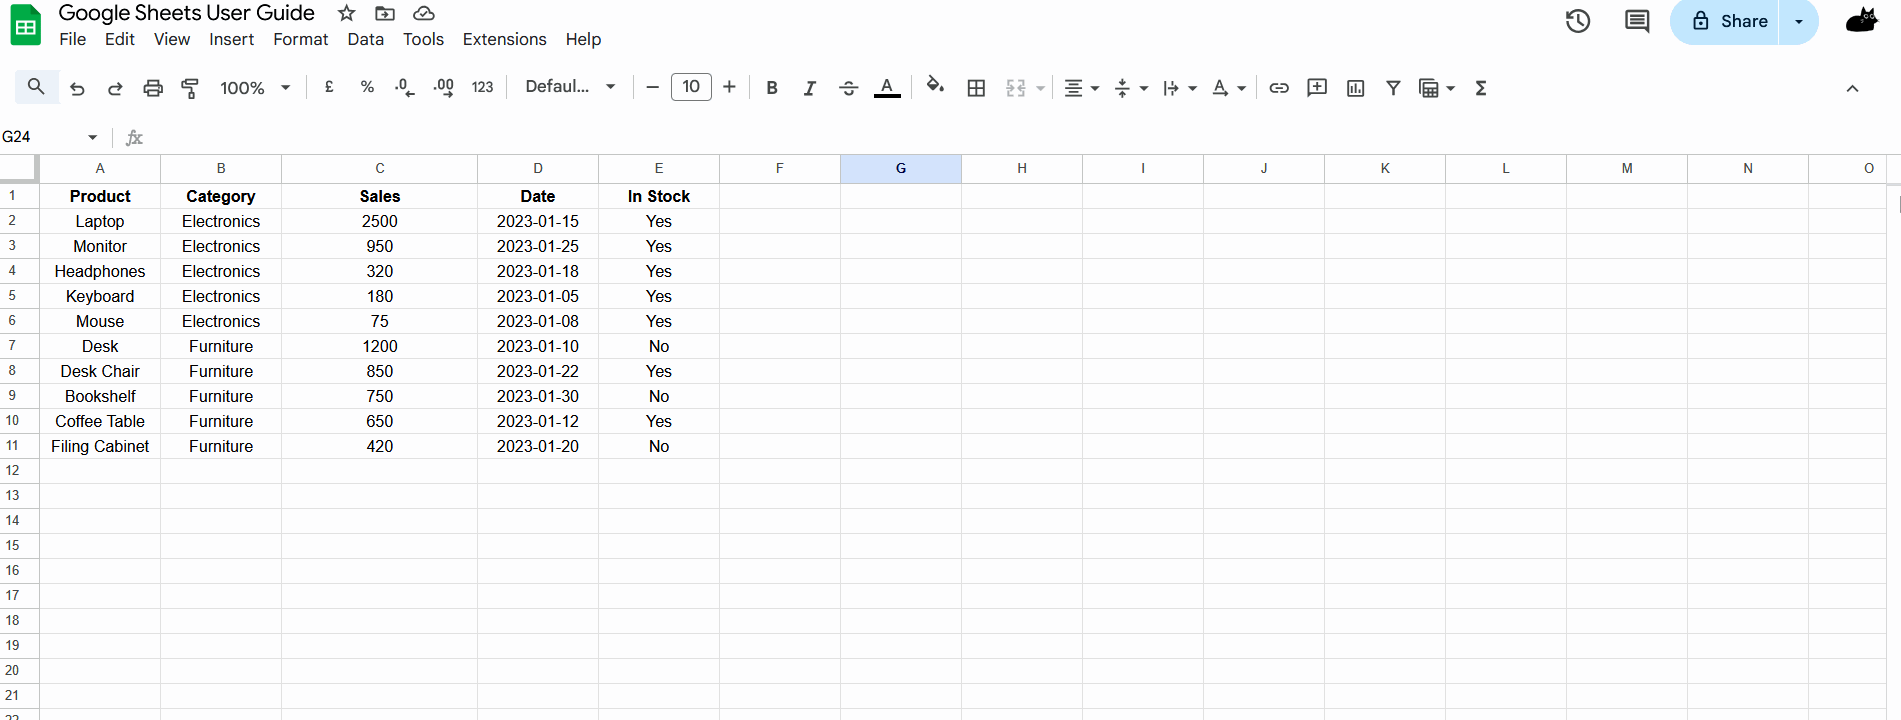 Google Sheets User Guide
File Edit View Insert Format Data Tools Extensions Help
Share
100% £ % .0 .00 123 Defaul... 10 B I A A Σ
G24 fx
A B C D E F G H I J K L M N O
1 Product Category Sales Date In Stock
2 Laptop Electronics 2500 2023-01-15 Yes
3 Monitor Electronics 950 2023-01-25 Yes
4 Headphones Electronics 320 2023-01-18 Yes
5 Keyboard Electronics 180 2023-01-05 Yes
6 Mouse Electronics 75 2023-01-08 Yes
7 Desk Furniture 1200 2023-01-10 No
8 Desk Chair Furniture 850 2023-01-22 Yes
9 Bookshelf Furniture 750 2023-01-30 No
10 Coffee Table Furniture 650 2023-01-12 Yes
11 Filing Cabinet Furniture 420 2023-01-20 No
12
13
14
15
16
17
18
19
20
21
22